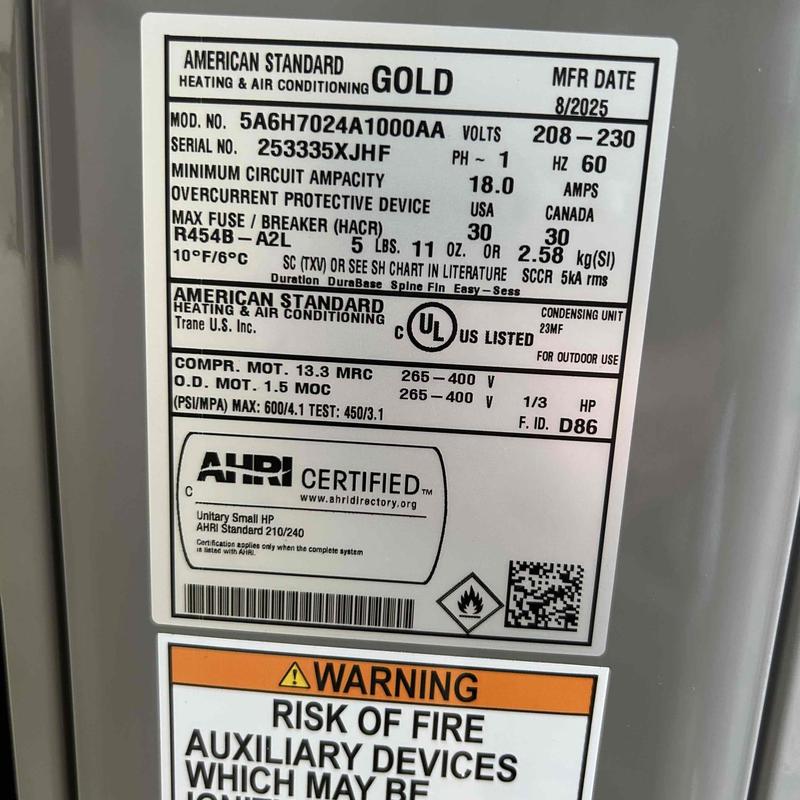 AMERICAN STANDARD
HEATING & AIR CONDITIONING GOLD MFR DATE
8/2025
MOD. NO. 5A6H7024A1000AA VOLTS 208-230
SERIAL NO. 253335XJHF PH ~ 1 HZ 60
MINIMUM CIRCUIT AMPACITY 18.0 AMPS
OVERCURRENT PROTECTIVE DEVICE USA CANADA
MAX FUSE / BREAKER (HACR) 30 30
R454B-A2L 5 LBS. 11 OZ. OR 2.58 kg(SI)
10°F/6°C SC (TXV) OR SEE SH CHART IN LITERATURE SCCR 5kA rms
Duration DuraBase Spine Fin Easy-Sess
AMERICAN STANDARD
HEATING & AIR CONDITIONING
Trane U.S. Inc.
C UL US LISTED
CONDENSING UNIT
23MF
FOR OUTDOOR USE
COMPR. MOT. 13.3 MRC 265-400 V
O.D. MOT. 1.5 MOC 265-400 V 1/3 HP
(PSI/MPA) MAX: 600/4.1 TEST: 450/3.1 F. ID. D86
AHRI CERTIFIED™
www.ahridirectory.org
C
Unitary Small HP
AHRI Standard 210/240
Certification applies only when the complete system
is listed with AHRI.
WARNING
RISK OF FIRE
AUXILIARY DEVICES
WHICH MAY BE